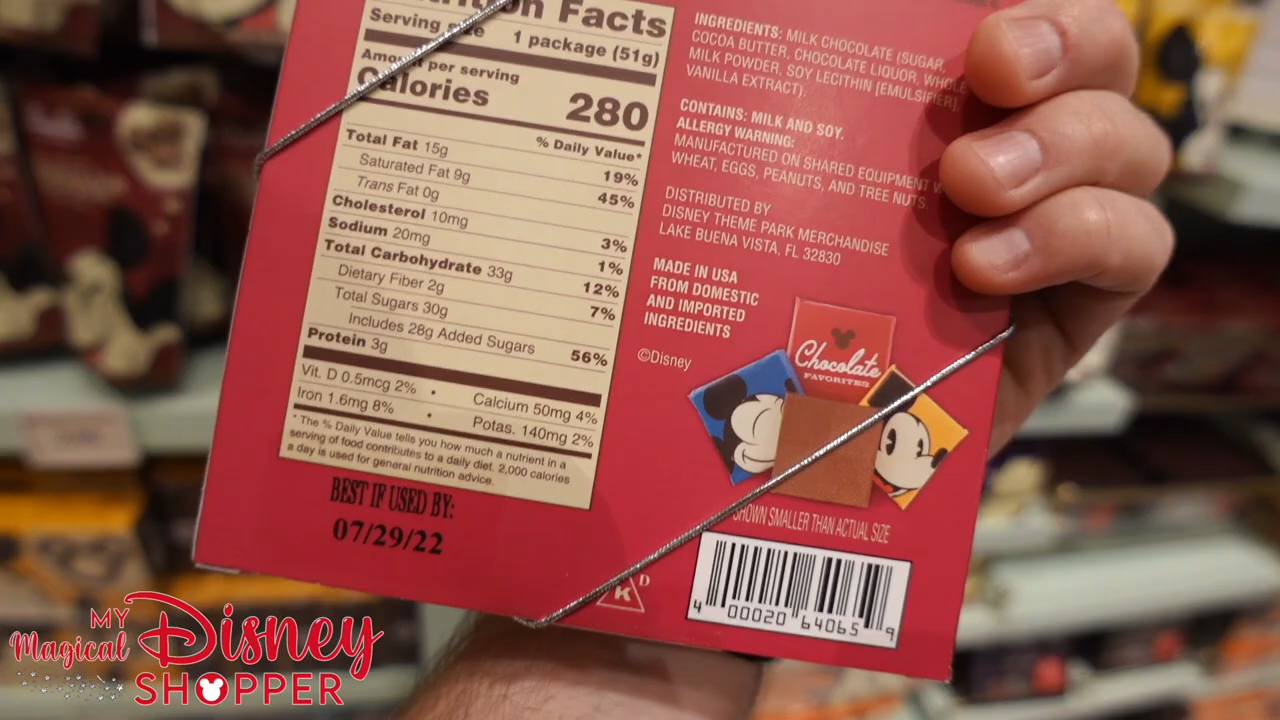 Nutrition Facts
Serving size 1 package (51g)
Amount per serving
Calories 280
% Daily Value*
Total Fat 15g 19%
Saturated Fat 9g 45%
Trans Fat 0g
Cholesterol 10mg 3%
Sodium 20mg 1%
Total Carbohydrate 33g 12%
Dietary Fiber 2g 7%
Total Sugars 30g
Includes 28g Added Sugars 56%
Protein 3g
Vit. D 0.5mcg 2% • Calcium 50mg 4%
Iron 1.6mg 8% • Potas. 140mg 2%
* The % Daily Value tells you how much a nutrient in a
serving of food contributes to a daily diet. 2,000 calories
a day is used for general nutrition advice.
BEST IF USED BY:
07/29/22
INGREDIENTS: MILK CHOCOLATE (SUGAR,
COCOA BUTTER, CHOCOLATE LIQUOR, WHOLE
MILK POWDER, SOY LECITHIN [EMULSIFIER],
VANILLA EXTRACT).
CONTAINS: MILK AND SOY.
ALLERGY WARNING:
MANUFACTURED ON SHARED EQUIPMENT
WHEAT, EGGS, PEANUTS, AND TREE NUTS.
DISTRIBUTED BY
DISNEY THEME PARK MERCHANDISE
LAKE BUENA VISTA, FL 32830
MADE IN USA
FROM DOMESTIC
AND IMPORTED
INGREDIENTS
©Disney
Chocolate
FAVORITES
SHOWN SMALLER THAN ACTUAL SIZE
K D
4 00020 64065 9
MY
Magical Disney
SHOPPER